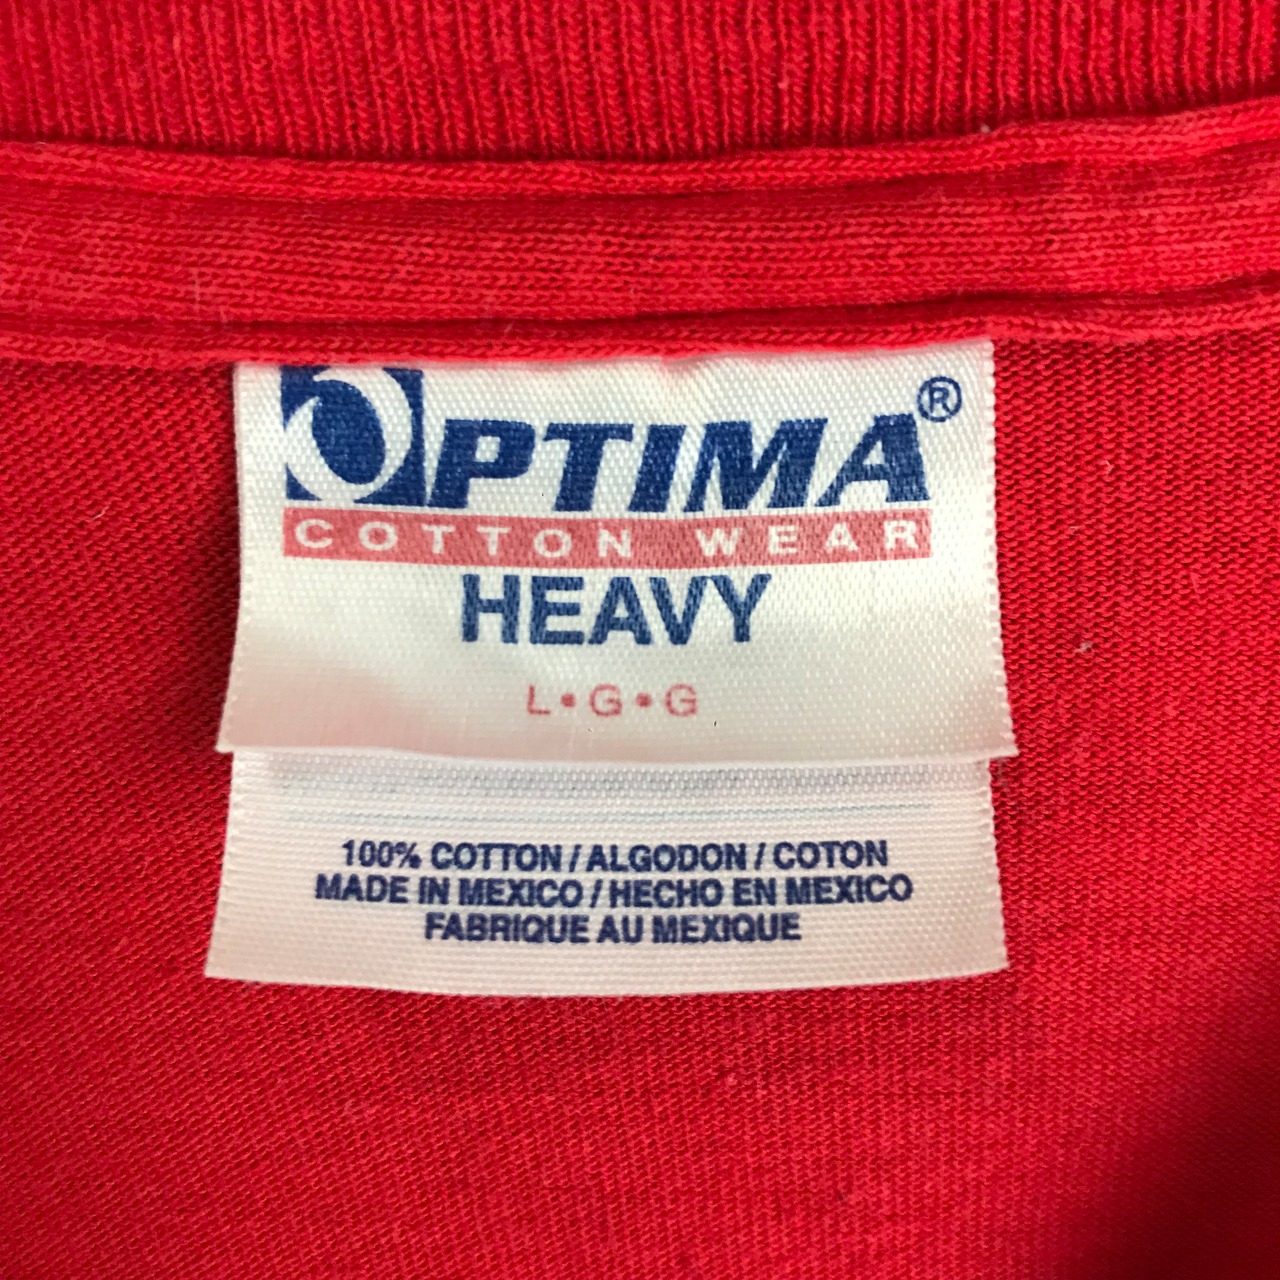 OPTIMA®
COTTON WEAR
HEAVY
L•G•G
100% COTTON / ALGODON / COTON
MADE IN MEXICO / HECHO EN MEXICO
FABRIQUE AU MEXIQUE